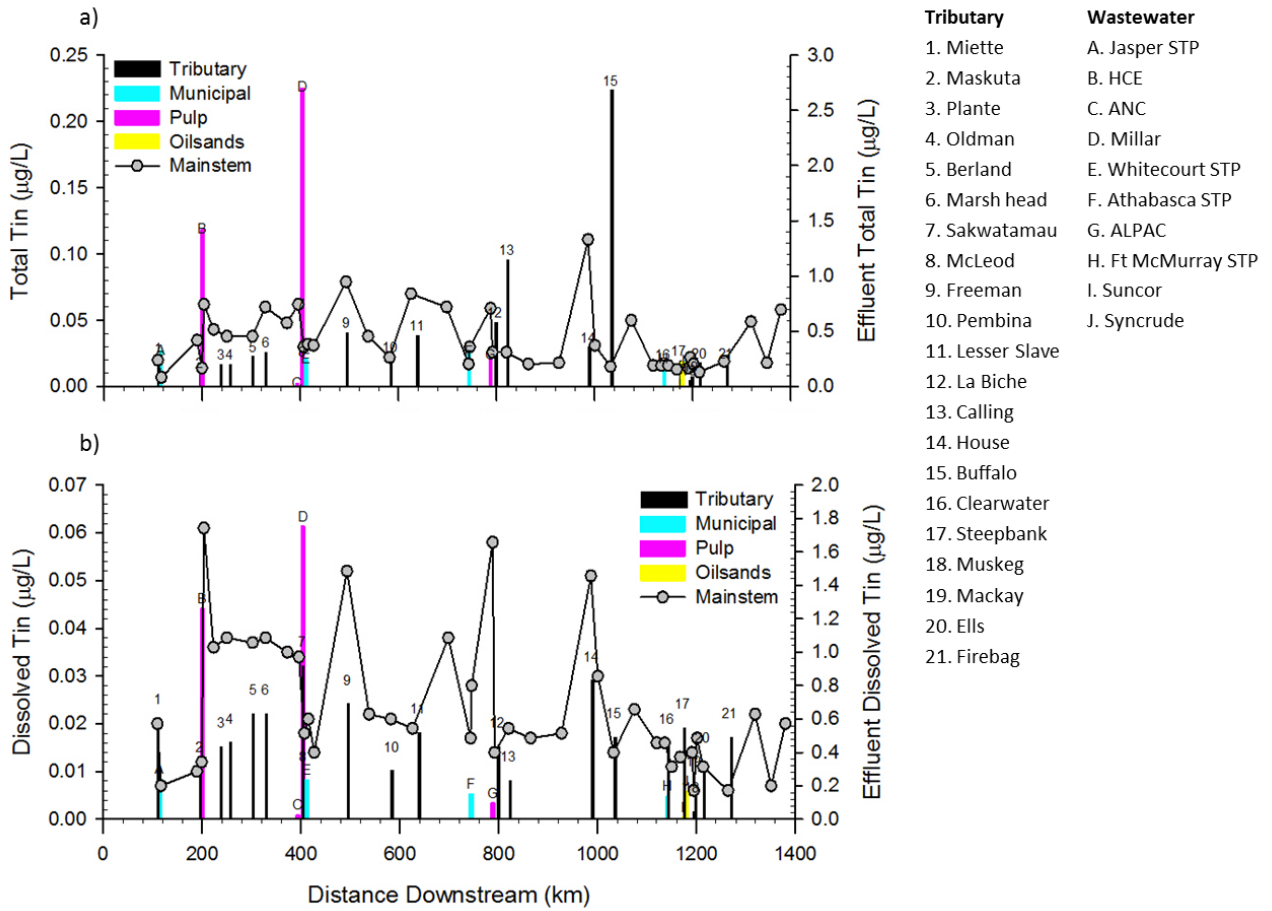 a)
Tributary
Municipal
Pulp
Oilsands
Mainstem
Total Tin (µg/L)
0.25
0.20
0.15
0.10
0.05
0.00
Effluent Total Tin (µg/L)
3.0
2.5
2.0
1.5
1.0
0.5
0.0
1 A 2 B 3 4 5 6 C D E 9 10 11 G 12 13 14 15 16 17 20 21
b)
Tributary
Municipal
Pulp
Oilsands
Mainstem
Dissolved Tin (µg/L)
0.07
0.06
0.05
0.04
0.03
0.02
0.01
0.00
Effluent Dissolved Tin (µg/L)
2.0
1.8
1.6
1.4
1.2
1.0
0.8
0.6
0.4
0.2
0.0
1 A 2 B 3 4 5 6 C 7 8 D E 9 10 11 F G 12 13 14 15 H 16 17 20 21
0 200 400 600 800 1000 1200 1400
Distance Downstream (km)
Tributary
1. Miette
2. Maskuta
3. Plante
4. Oldman
5. Berland
6. Marsh head
7. Sakwatamau
8. McLeod
9. Freeman
10. Pembina
11. Lesser Slave
12. La Biche
13. Calling
14. House
15. Buffalo
16. Clearwater
17. Steepbank
18. Muskeg
19. Mackay
20. Ells
21. Firebag
Wastewater
A. Jasper STP
B. HCE
C. ANC
D. Millar
E. Whitecourt STP
F. Athabasca STP
G. ALPAC
H. Ft McMurray STP
I. Suncor
J. Syncrude